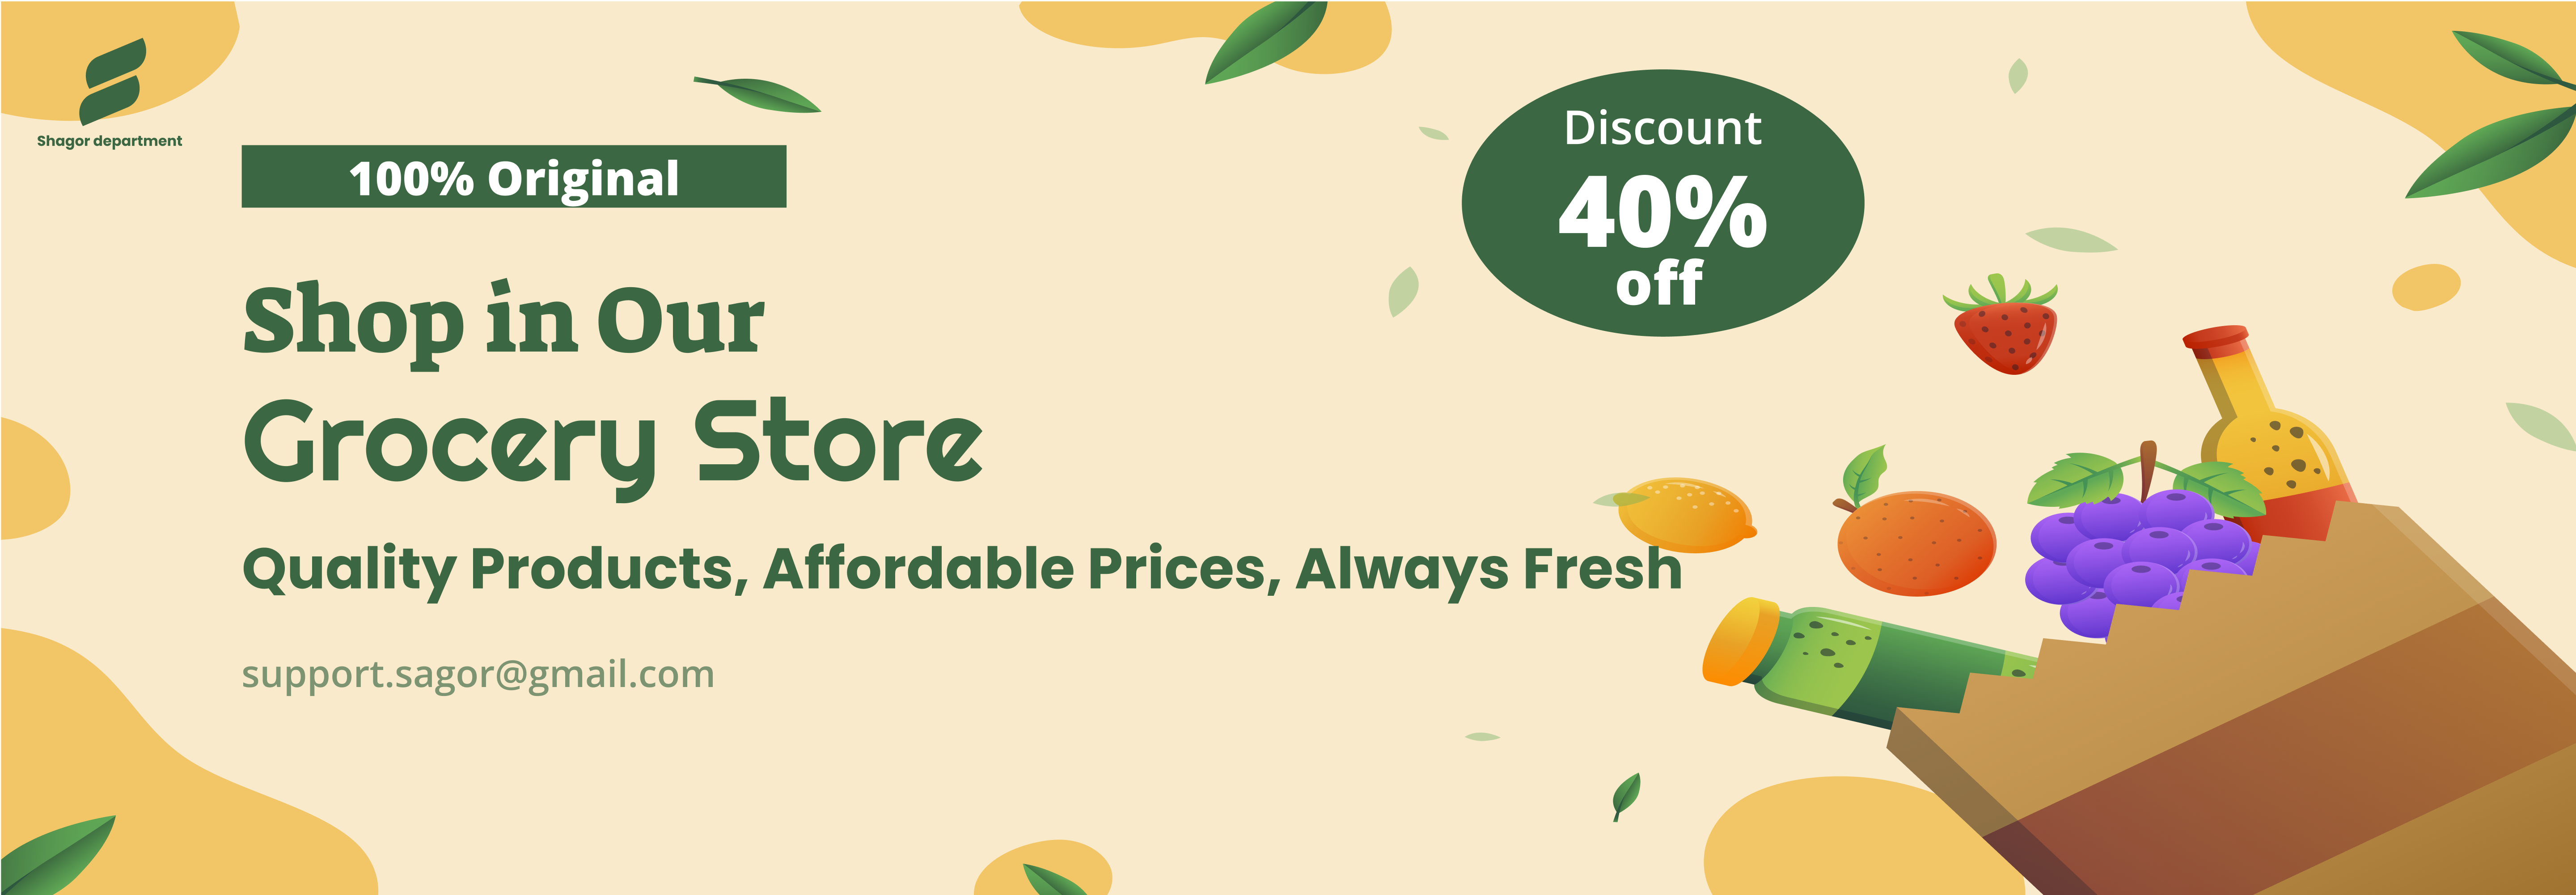 Shagor department
100% Original
Shop in Our
Grocery Store
Quality Products, Affordable Prices, Always Fresh
support.sagor@gmail.com
Discount
40%
off